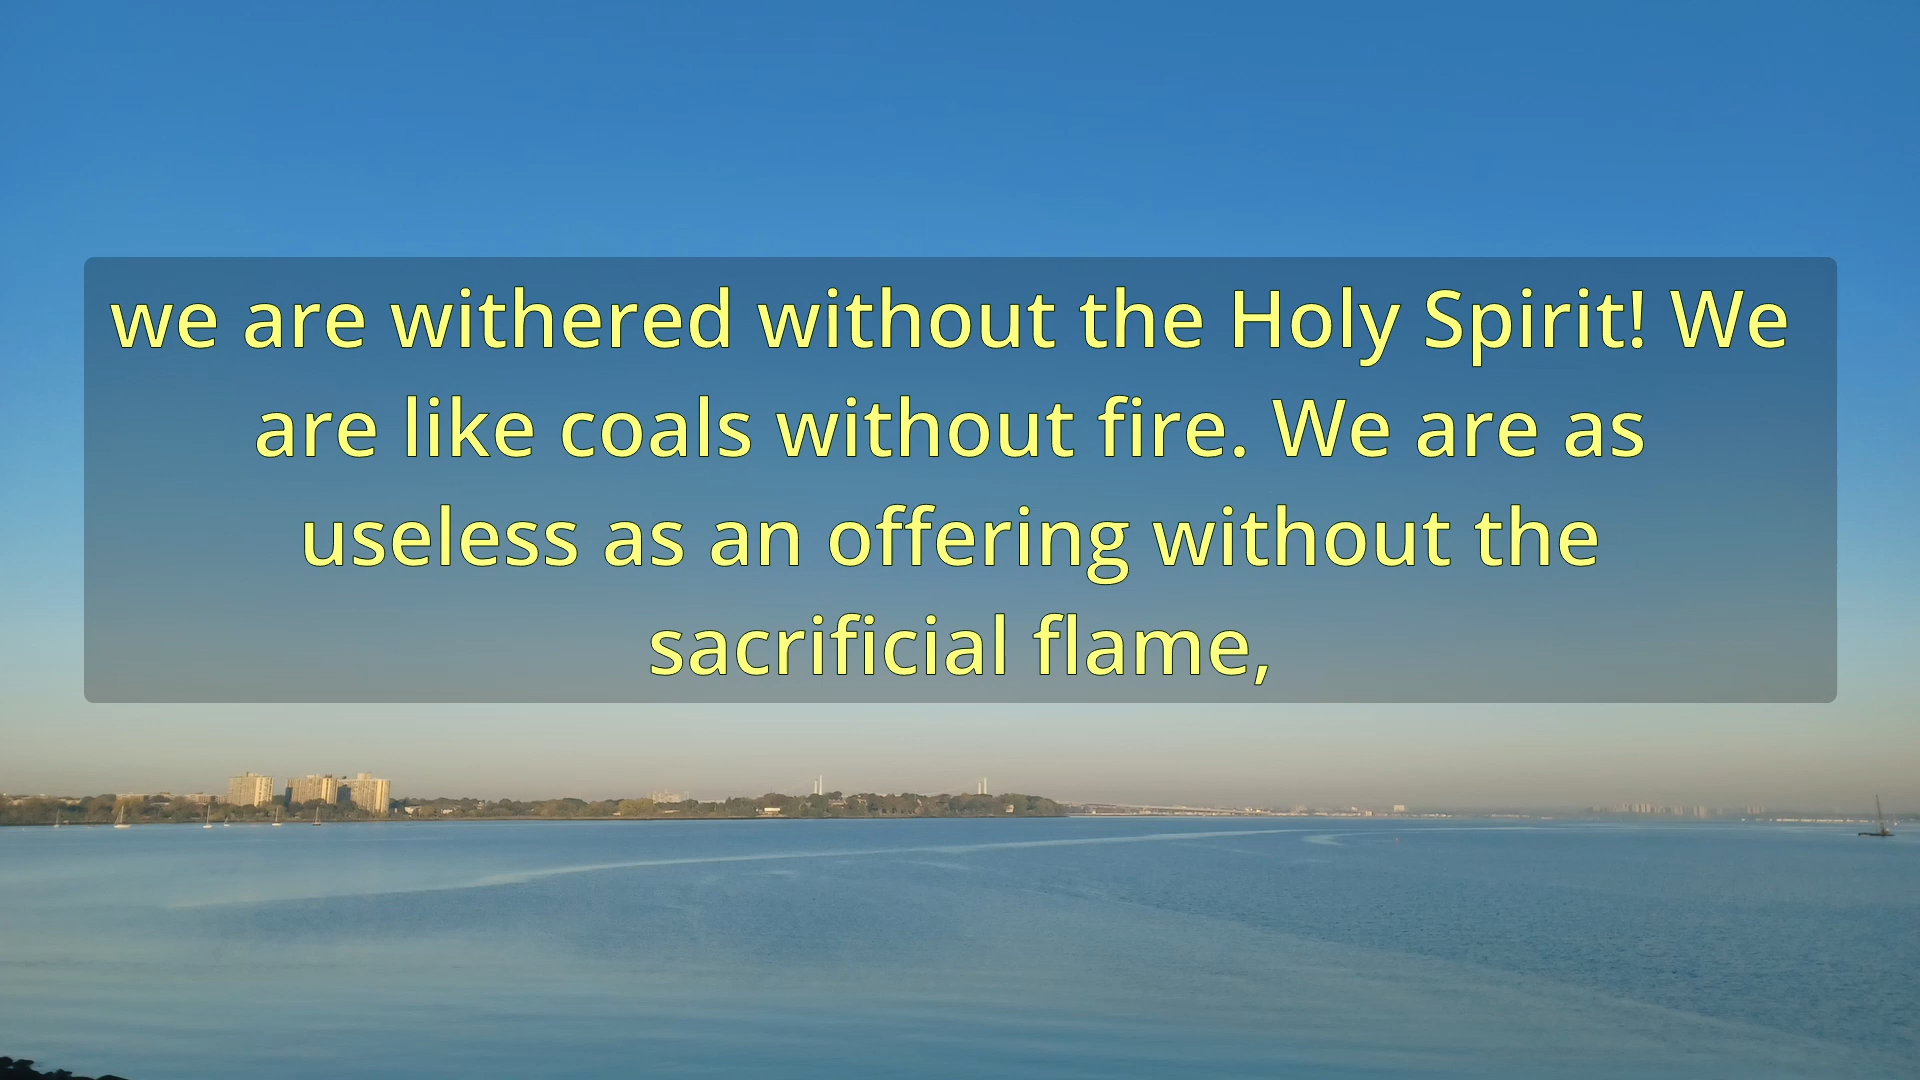 we are withered without the Holy Spirit! We
are like coals without fire. We are as
useless as an offering without the
sacrificial flame,